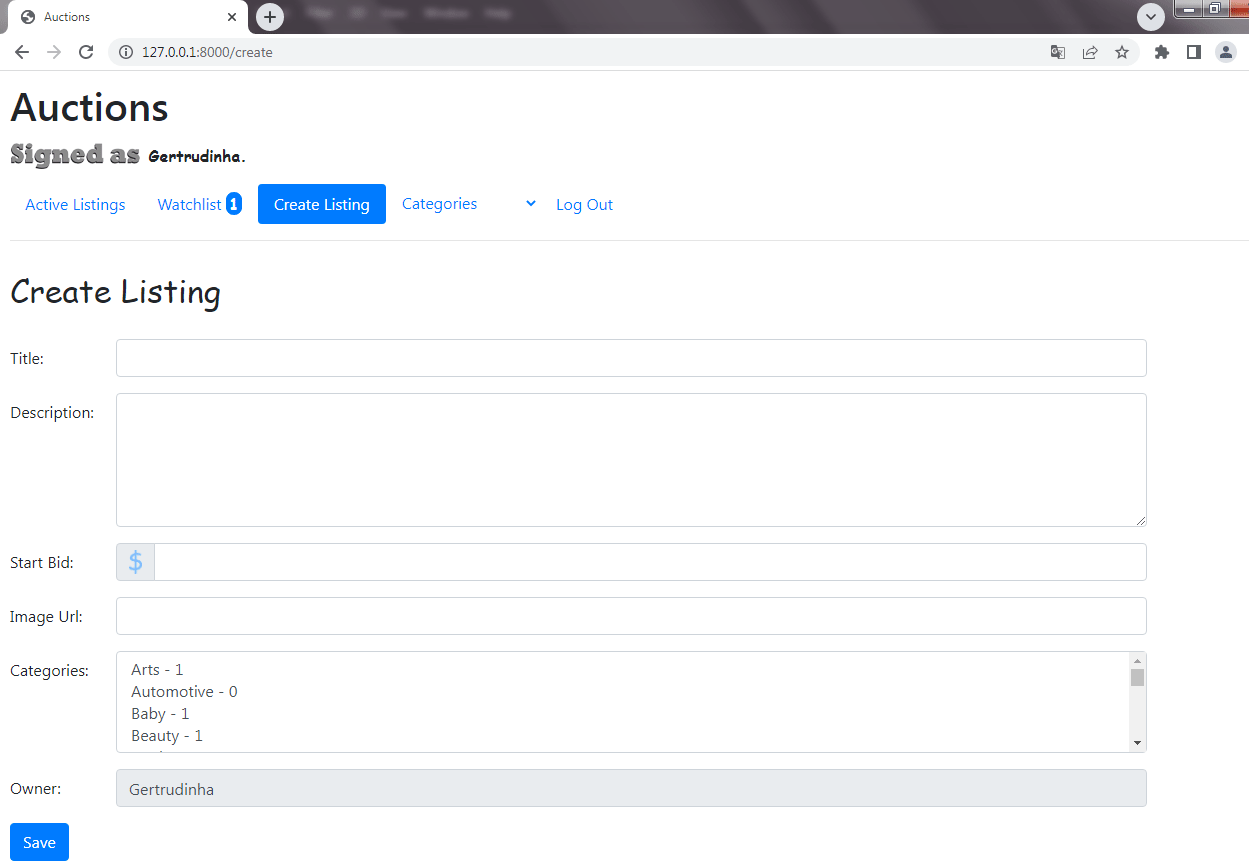 Auctions
127.0.0.1:8000/create
Auctions
Signed as Gertrudinha.
Active Listings Watchlist 1 Create Listing Categories Log Out
Create Listing
Title:
Description:
Start Bid: $
Image Url:
Categories: Arts - 1
Automotive - 0
Baby - 1
Beauty - 1
Owner: Gertrudinha
Save